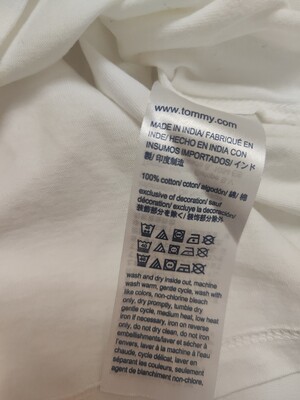 www.tommy.com
MADE IN INDIA/ FABRIQUÉ EN
INDE/ HECHO EN INDIA CON
INSUMOS IMPORTADOS/ インド
製/ 印度制造
100% cotton/ coton/ algodón/ 綿/ 棉
exclusive of decoration/ sauf
décoration/ excluye la decoración/
装飾部分を除く/ 装饰部分除外
wash and dry inside out, machine
wash warm, gentle cycle, wash with
like colors, non-chlorine bleach
only, dry promptly, tumble dry
gentle cycle, medium heat, low heat
iron if necessary, iron on reverse
only, do not dry clean, do not iron
embellishments/ laver et sécher à
l'envers, laver à la machine à l'eau
chaude, cycle délicat, laver en
séparant les couleurs, seulement
agent de blanchiment non-chlore,